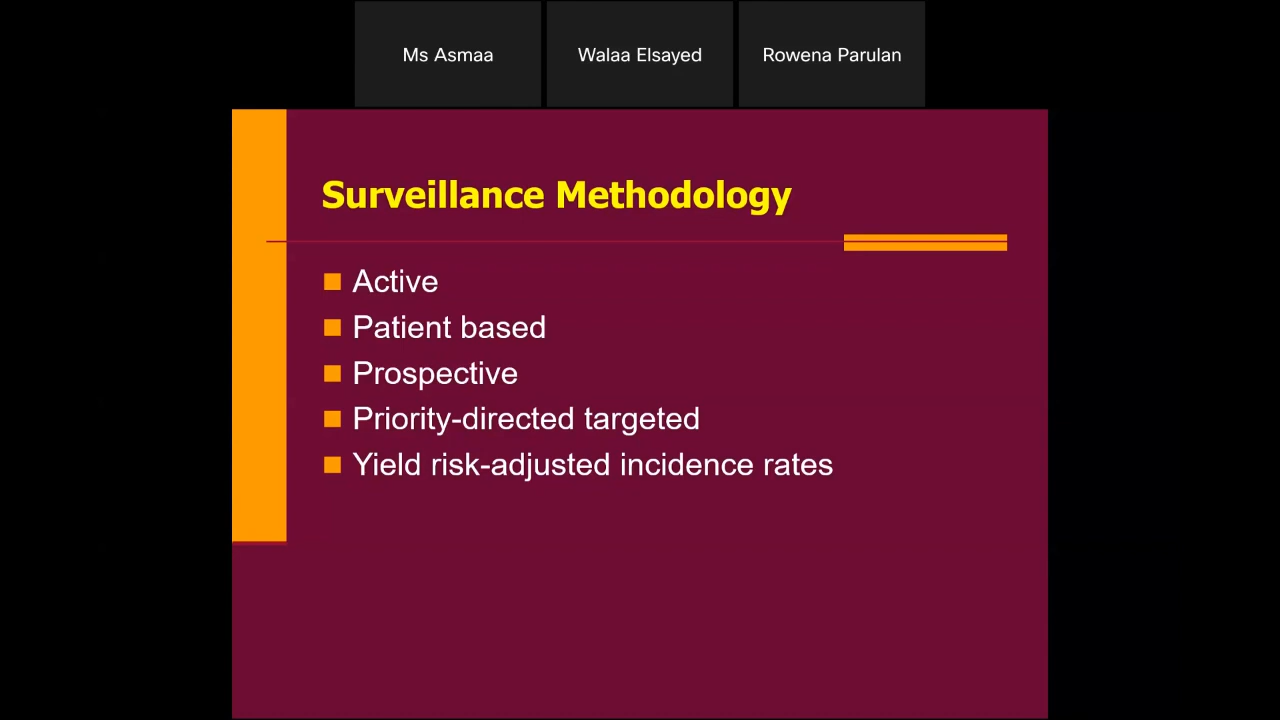 Ms Asmaa
Walaa Elsayed
Rowena Parulan
Surveillance Methodology
Active
Patient based
Prospective
Priority-directed targeted
Yield risk-adjusted incidence rates